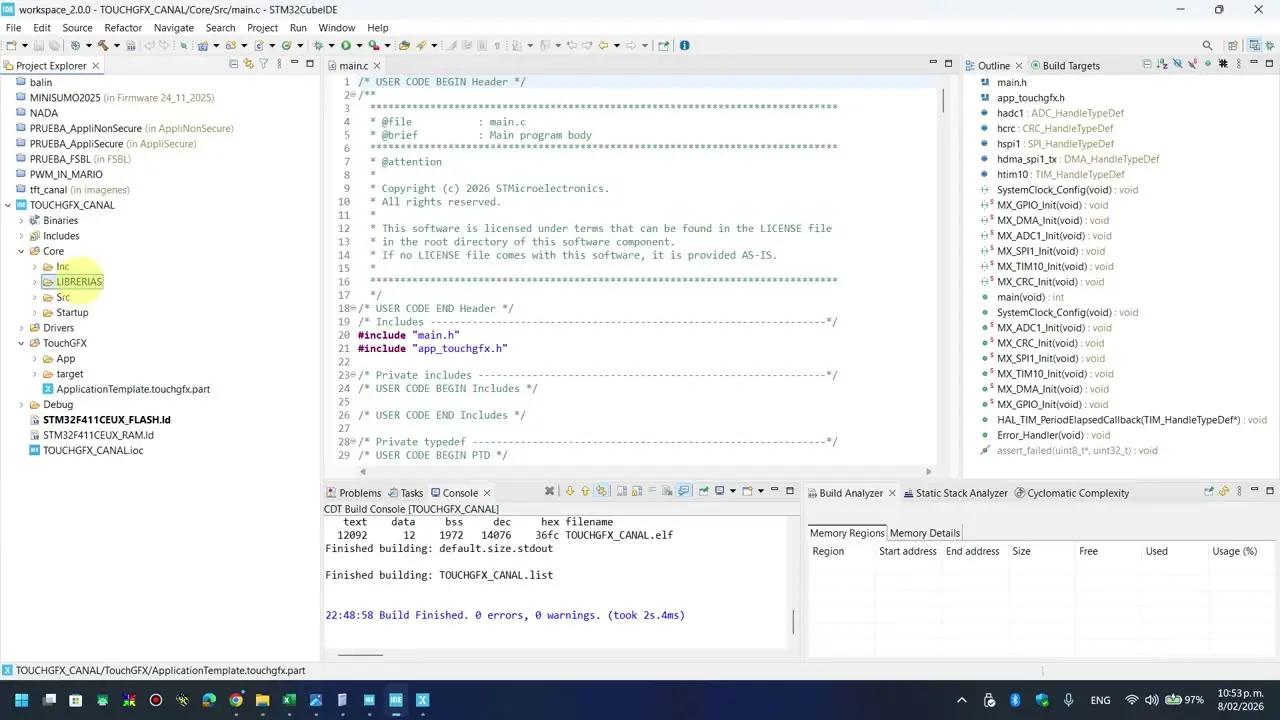 workspace_2.0.0 - TOUCHGFX_CANAL/Core/Src/main.c - STM32CubeIDE
File Edit Source Refactor Navigate Search Project Run Window Help
Project Explorer
balin
MINISUMO2025 (in Firmware 24_11_2025)
NADA
PRUEBA_AppliNonSecure (in AppliNonSecure)
PRUEBA_AppliSecure (in AppliSecure)
PRUEBA_FSBL (in FSBL)
PWM_IN_MARIO
tft_canal (in imagenes)
TOUCHGFX_CANAL
Binaries
Includes
Core
Inc
LIBRERIAS
Src
Startup
Drivers
TouchGFX
App
target
ApplicationTemplate.touchgfx.part
Debug
STM32F411CEUX_FLASH.ld
STM32F411CEUX_RAM.ld
TOUCHGFX_CANAL.ioc
main.c
1 /* USER CODE BEGIN Header */
2 /**
3 ******************************************************************************
4 * @file : main.c
5 * @brief : Main program body
6 ******************************************************************************
7 * @attention
8 *
9 * Copyright (c) 2026 STMicroelectronics.
10 * All rights reserved.
11 *
12 * This software is licensed under terms that can be found in the LICENSE file
13 * in the root directory of this software component.
14 * If no LICENSE file comes with this software, it is provided AS-IS.
15 *
16 ******************************************************************************
17 */
18 /* USER CODE END Header */
19 /* Includes ------------------------------------------------------------------*/
20 #include "main.h"
21 #include "app_touchgfx.h"
22
23 /* Private includes ----------------------------------------------------------*/
24 /* USER CODE BEGIN Includes */
25
26 /* USER CODE END Includes */
27
28 /* Private typedef -----------------------------------------------------------*/
29 /* USER CODE BEGIN PTD */
Outline Build Targets
main.h
app_touchgfx.h
hadc1 : ADC_HandleTypeDef
hcrc : CRC_HandleTypeDef
hspi1 : SPI_HandleTypeDef
hdma_spi1_tx : DMA_HandleTypeDef
htim10 : TIM_HandleTypeDef
SystemClock_Config(void) : void
MX_GPIO_Init(void) : void
MX_DMA_Init(void) : void
MX_ADC1_Init(void) : void
MX_SPI1_Init(void) : void
MX_TIM10_Init(void) : void
MX_CRC_Init(void) : void
main(void) : int
SystemClock_Config(void) : void
MX_ADC1_Init(void) : void
MX_CRC_Init(void) : void
MX_SPI1_Init(void) : void
MX_TIM10_Init(void) : void
MX_DMA_Init(void) : void
MX_GPIO_Init(void) : void
HAL_TIM_PeriodElapsedCallback(TIM_HandleTypeDef*) : void
Error_Handler(void) : void
assert_failed(uint8_t*, uint32_t) : void
Problems Tasks Console
CDT Build Console [TOUCHGFX_CANAL]
text data bss dec hex filename
12092 12 1972 14076 36fc TOUCHGFX_CANAL.elf
Finished building: default.size.stdout
Finished building: TOUCHGFX_CANAL.list
22:48:58 Build Finished. 0 errors, 0 warnings. (took 2s.4ms)
Build Analyzer Static Stack Analyzer Cyclomatic Complexity
Memory Regions Memory Details
Region Start address End address Size Free Used Usage (%)
TOUCHGFX_CANAL/TouchGFX/ApplicationTemplate.touchgfx.part
ENG 97% 10:53 p.m.
8/02/2026